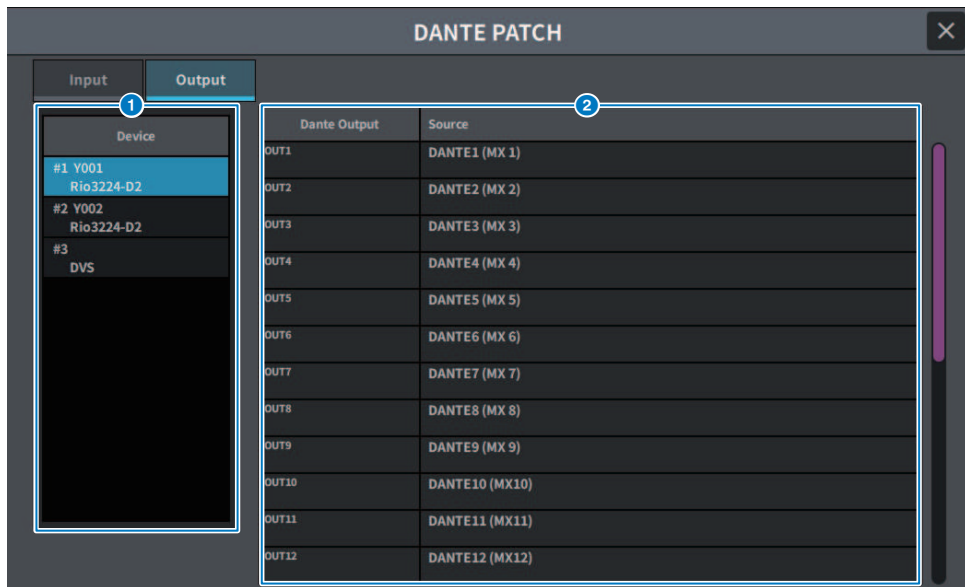 DANTE PATCH
Input
Output
1
2
Device
#1 Y001
Rio3224-D2
#2 Y002
Rio3224-D2
#3
DVS
Dante Output Source
OUT1 DANTE1 (MX 1)
OUT2 DANTE2 (MX 2)
OUT3 DANTE3 (MX 3)
OUT4 DANTE4 (MX 4)
OUT5 DANTE5 (MX 5)
OUT6 DANTE6 (MX 6)
OUT7 DANTE7 (MX 7)
OUT8 DANTE8 (MX 8)
OUT9 DANTE9 (MX 9)
OUT10 DANTE10 (MX10)
OUT11 DANTE11 (MX11)
OUT12 DANTE12 (MX12)